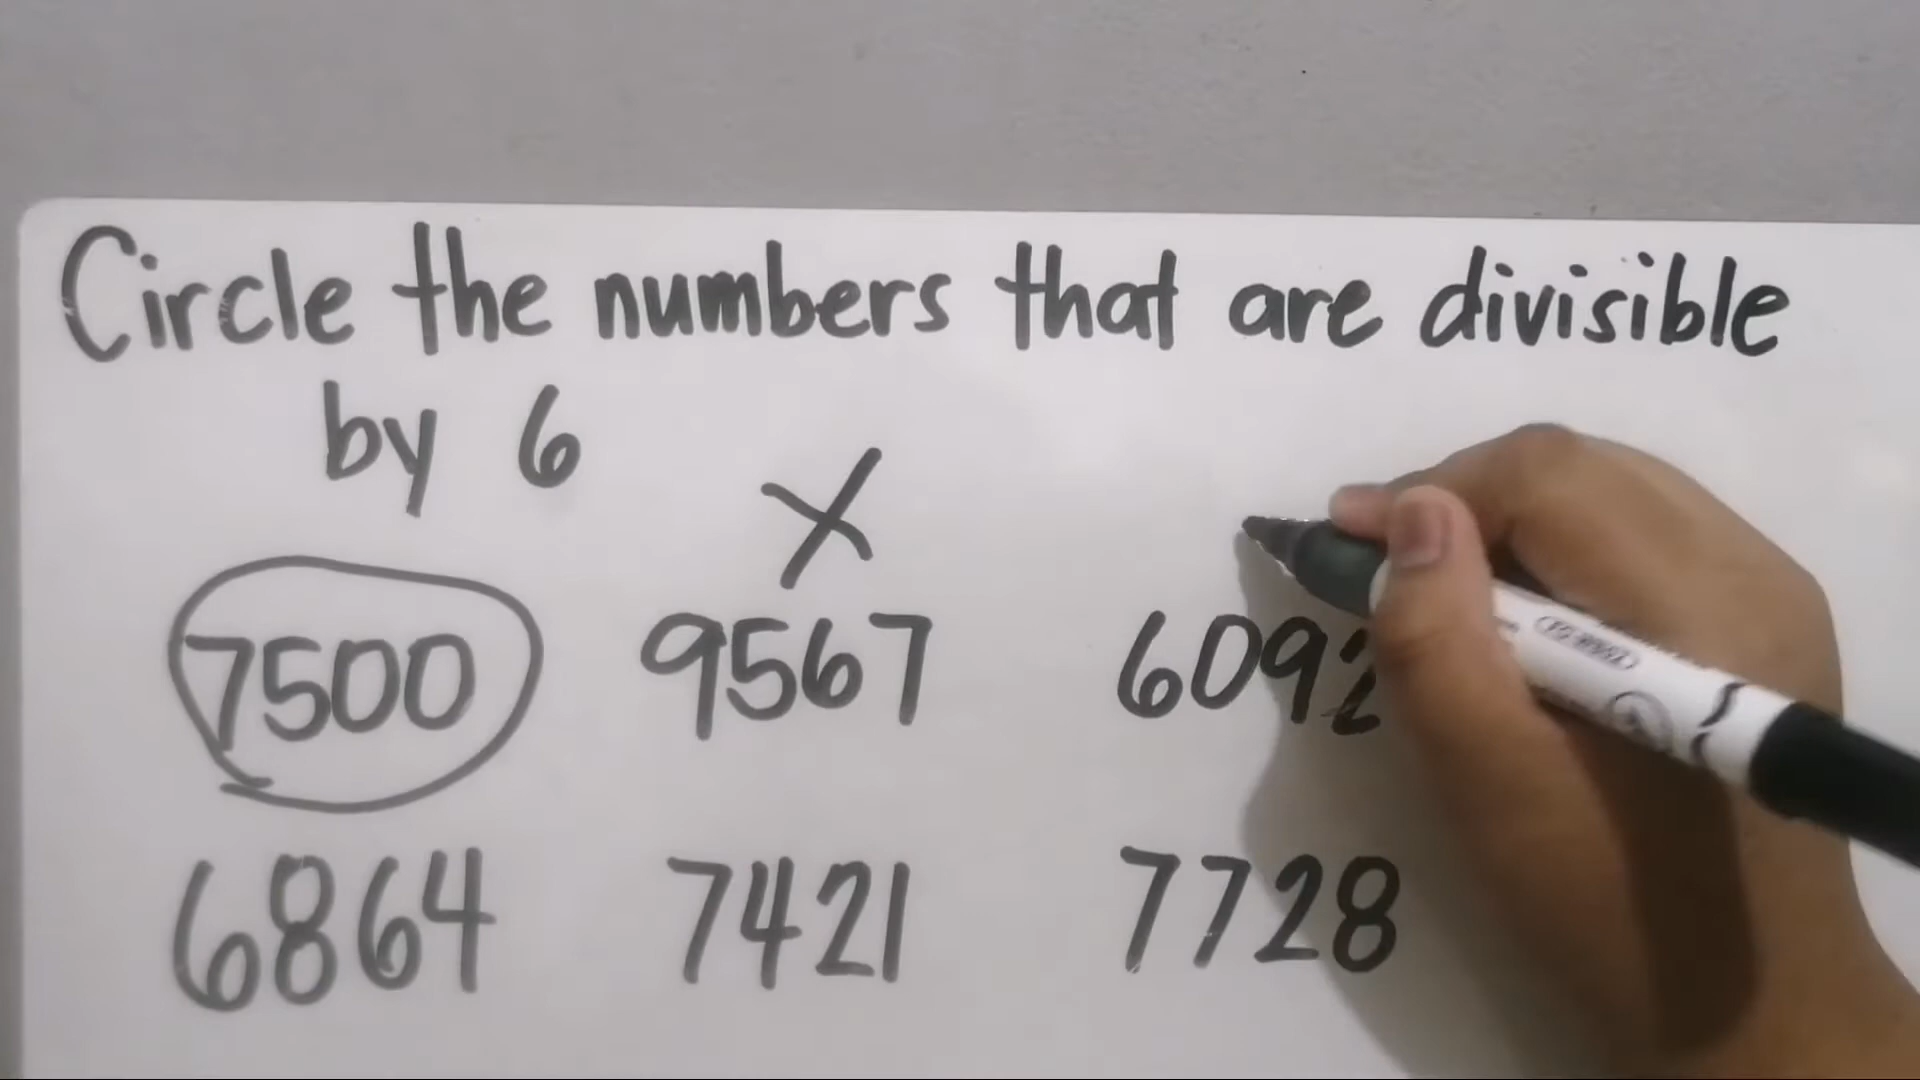 Circle the numbers that are divisible
by 6
X
7500 9567 6092
6864 7421 7728